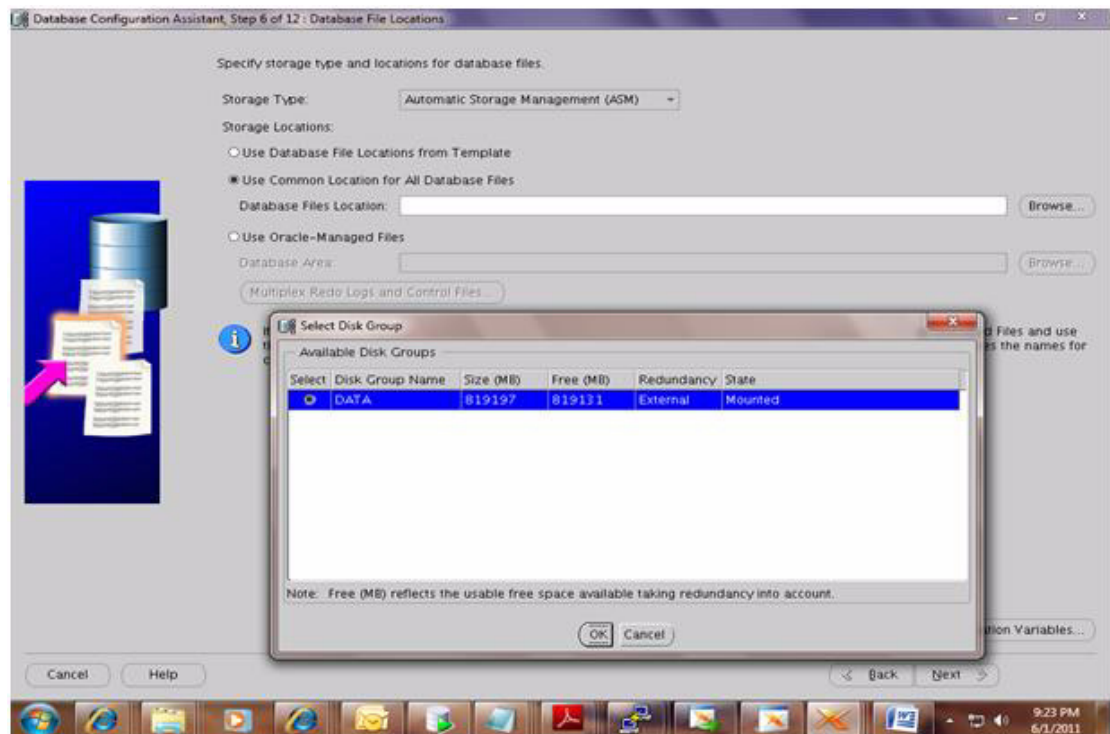 Database Configuration Assistant, Step 6 of 12 : Database File Locations
Specify storage type and locations for database files.
Storage Type: Automatic Storage Management (ASM)
Storage Locations:
Use Database File Locations from Template
Use Common Location for All Database Files
Database Files Location: Browse...
Use Oracle-Managed Files
Database Area: Browse...
Multiplex Redo Logs and Control Files...
d Files and use
es the names for
Select Disk Group
Available Disk Groups
Select Disk Group Name Size (MB) Free (MB) Redundancy State
DATA 819197 819131 External Mounted
Note: Free (MB) reflects the usable free space available taking redundancy into account.
OK Cancel
Variables...
Cancel Help Back Next
9:23 PM
6/1/2011